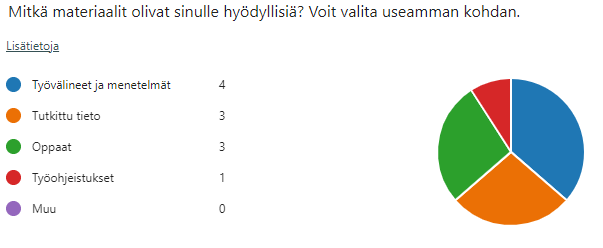 Mitkä materiaalit olivat sinulle hyödyllisiä? Voit valita useamman kohdan.
Lisätietoja
Työvälineet ja menetelmät 4
Tutkittu tieto 3
Oppaat 3
Työohjeistukset 1
Muu 0